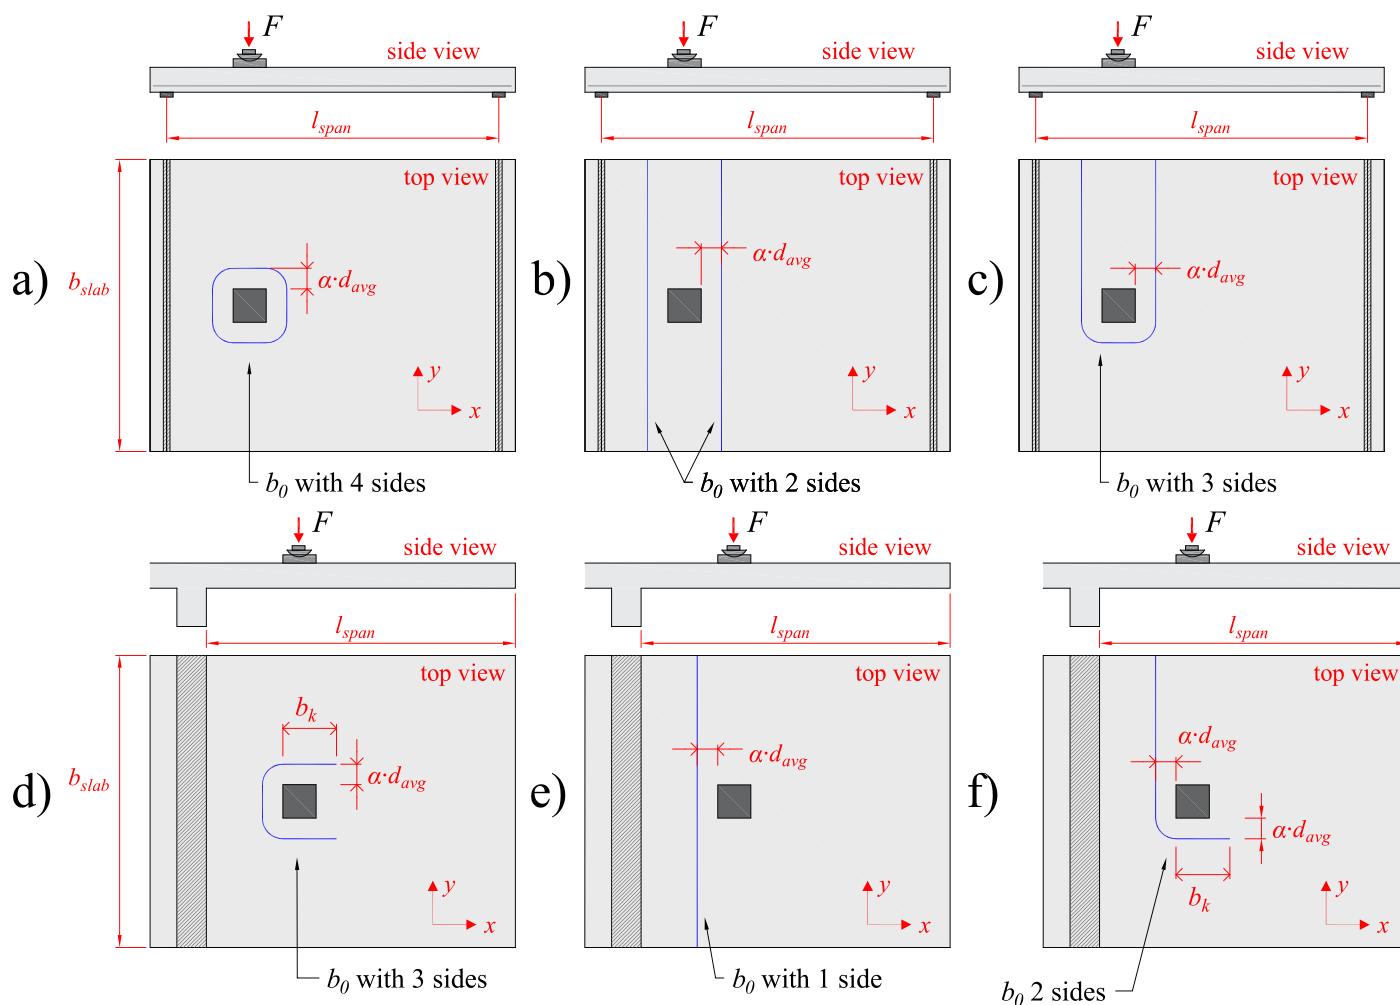 F
side view
l_span
top view
a)
b_slab
α·d_avg
y
x
b_0 with 4 sides
F
side view
l_span
top view
b)
α·d_avg
y
x
b_0 with 2 sides
F
side view
l_span
top view
c)
α·d_avg
y
x
b_0 with 3 sides
F
side view
l_span
top view
d)
b_slab
b_k
α·d_avg
y
x
b_0 with 3 sides
F
side view
l_span
top view
e)
α·d_avg
y
x
b_0 with 1 side
F
side view
l_span
top view
f)
α·d_avg
α·d_avg
b_k
y
x
b_0 2 sides